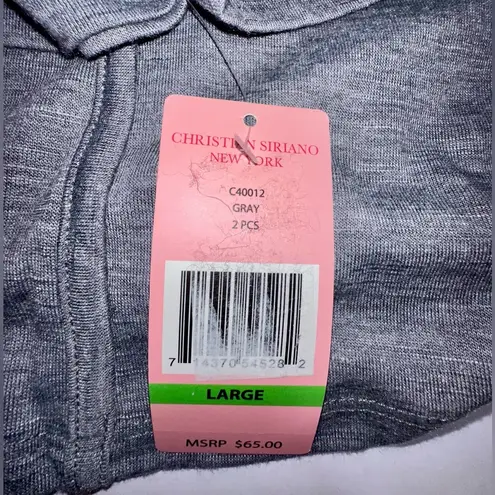 CHRISTIAN SIRIANO
NEW YORK
C40012
GRAY
2 PCS
7 14370 54528 2
LARGE
MSRP $65.00